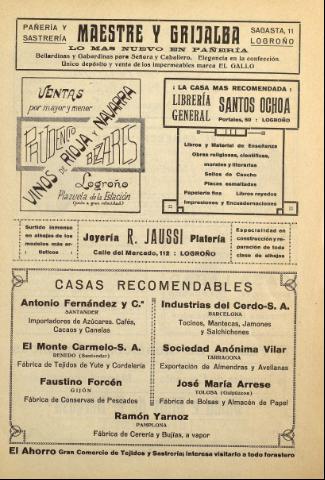 PAÑERÍA Y
SASTRERÍA
MAESTRE Y GRIJALBA
SAGASTA, 11
LOGROÑO
LO MAS NUEVO EN PAÑERÍA
Bellardinas y Gabardinas para Señora y Caballero. Elegancia en la confección
Único depósito y venta de los impermeables marca EL GALLO
VENTAS
por mayor y menor
PRUDENCIO BEZARES
VINOS DE RIOJA Y NAVARRA
Logroño
Plazuela de la Estación
¡ LA CASA MAS RECOMENDADA :
LIBRERÍA
GENERAL
SANTOS OCHOA
Portales, 50 : LOGROÑO
Libros y Material de Enseñanza
Obras religiosas, científicas,
morales y literarias
Sellos de Caucho
Placas esmaltadas
Papelería fina Libros rayados
Impresiones y Encuadernaciones
Surtido inmenso
en alhajas de los
modelos más ar-
tísticos
Joyería R. JAUSSI Platería
Calle del Mercado, 112 : LOGROÑO
Especialidad en
construcción y re-
paración de toda
clase de alhajas
CASAS RECOMENDABLES
Antonio Fernández y C.ª
SANTANDER
Importadores de Azúcares, Cafés,
Cacaos y Canelas
Industrias del Cerdo-S. A.
BARCELONA
Tocinos, Mantecas, Jamones
y Salchichones
El Monte Carmelo-S. A.
RENEDO (Santander)
Fábrica de Tejidos de Yute y Cordelería
Sociedad Anónima Vilar
TARRAGONA
Exportación de Almendras y Avellanas
Faustino Forcén
GIJÓN
Fábrica de Conservas de Pescados
José María Arrese
TOLOSA (Guipúzcoa)
Fábrica de Bolsas y Almacén de Papel
Ramón Yarnoz
PAMPLONA
Fábrica de Cerería y Bujías, a vapor
El Ahorro Gran Comercio de Tejidos y Sastrería; interesa visitarlo a todo forastero